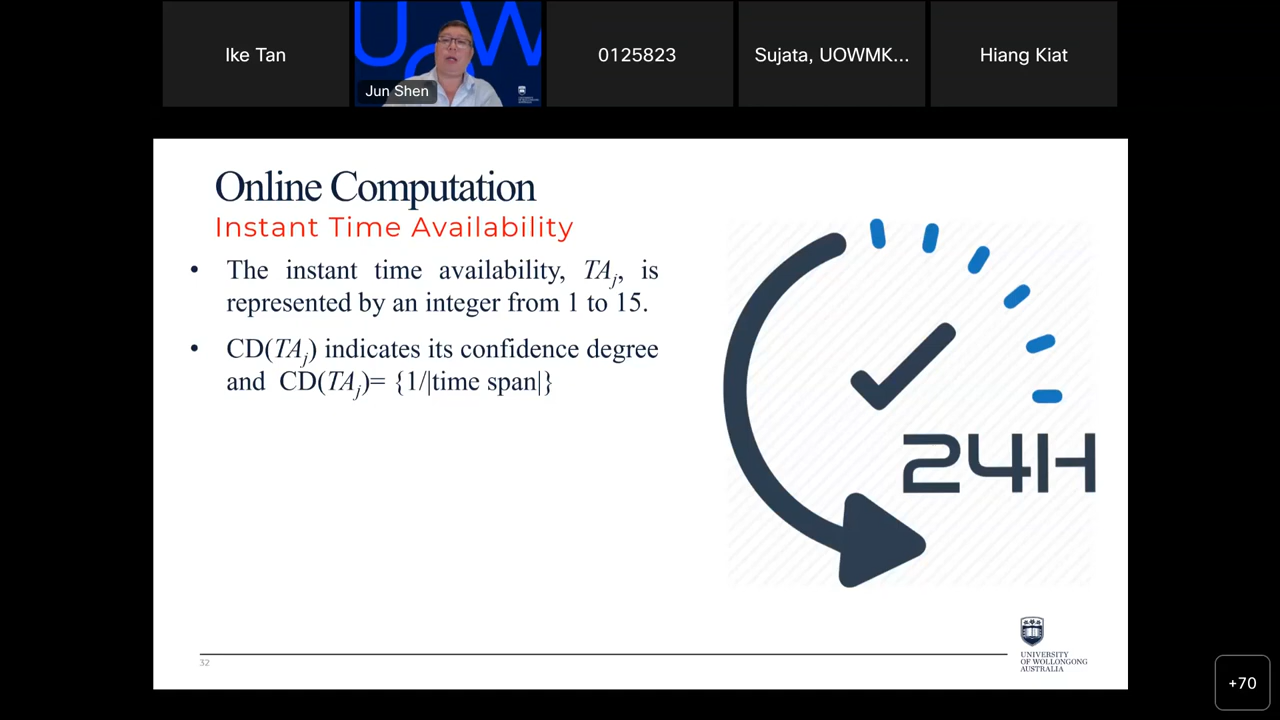 Ike Tan
UOW
Jun Shen
0125823
Sujata, UOWMK...
Hiang Kiat
Online Computation
Instant Time Availability
• The instant time availability, TAj, is
represented by an integer from 1 to 15.
• CD(TAj) indicates its confidence degree
and CD(TAj)= {1/|time span|}
24H
32
UNIVERSITY
OF WOLLONGONG
AUSTRALIA
+70